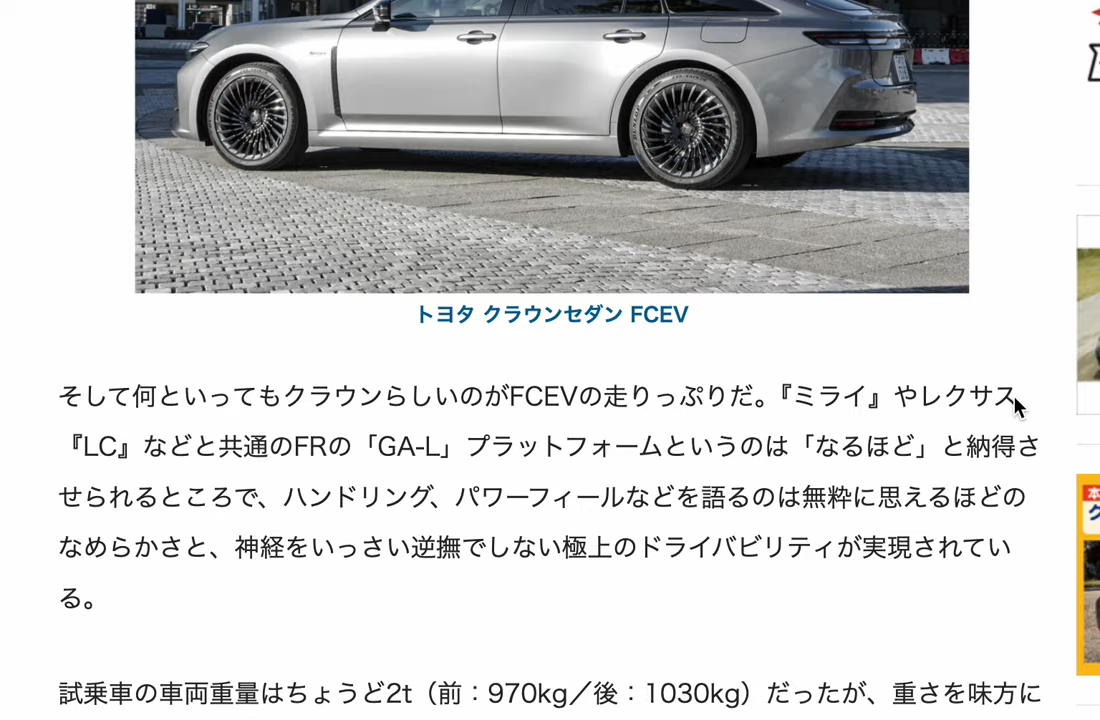 トヨタ クラウンセダン FCEV
そして何といってもクラウンらしいのがFCEVの走りっぷりだ。『ミライ』やレクサス
『LC』などと共通のFRの「GA-L」プラットフォームというのは「なるほど」と納得さ
せられるところで、ハンドリング、パワーフィールなどを語るのは無粋に思えるほどの
なめらかさと、神経をいっさい逆撫でしない極上のドライバビリティが実現されてい
る。
試乗車の車両重量はちょうど2t（前：970kg／後：1030kg）だったが、重さを味方に